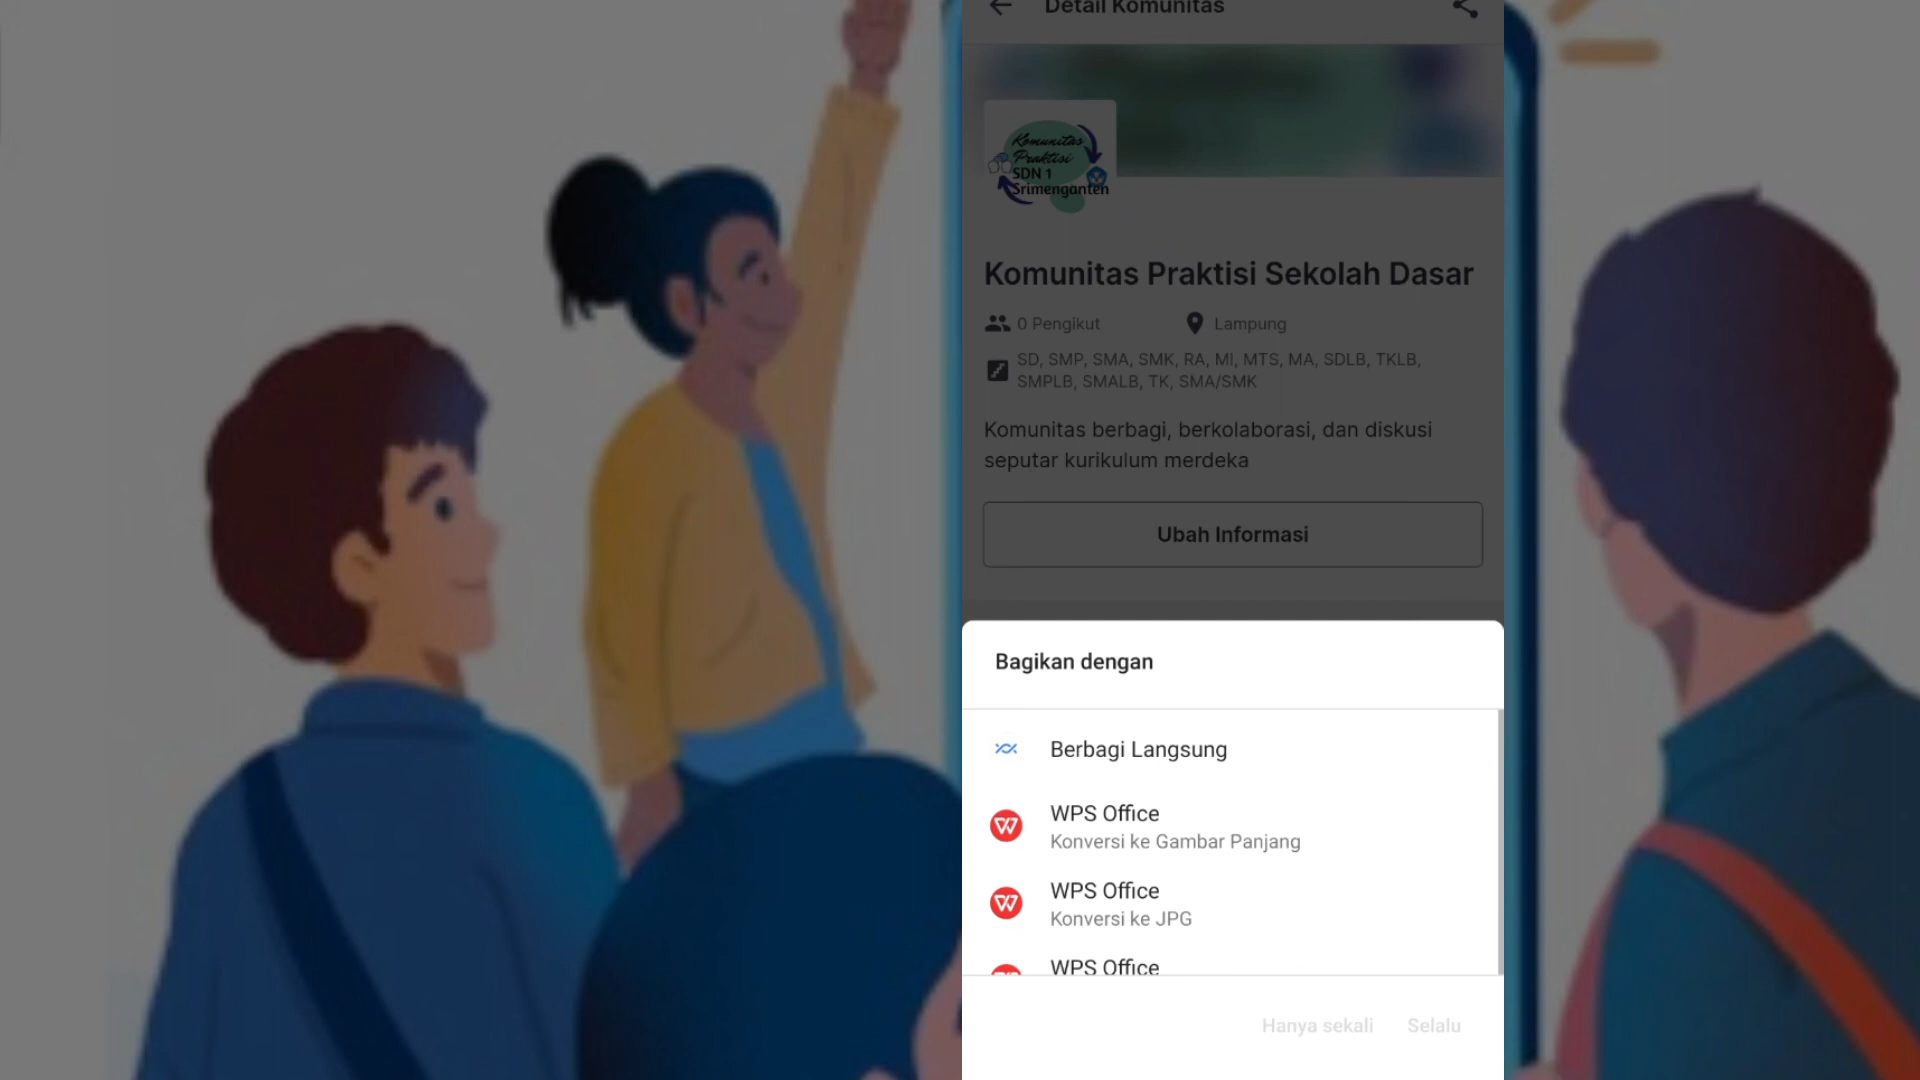 Detail Komunitas
Komunitas
Praktisi
SDN 1
Srimenganten
Komunitas Praktisi Sekolah Dasar
0 Pengikut
Lampung
SD, SMP, SMA, SMK, RA, MI, MTS, MA, SDLB, TKLB,
SMPLB, SMALB, TK, SMA/SMK
Komunitas berbagi, berkolaborasi, dan diskusi
seputar kurikulum merdeka
Ubah Informasi
Bagikan dengan
Berbagi Langsung
WPS Office
Konversi ke Gambar Panjang
WPS Office
Konversi ke JPG
WPS Office
Hanya sekali
Selalu